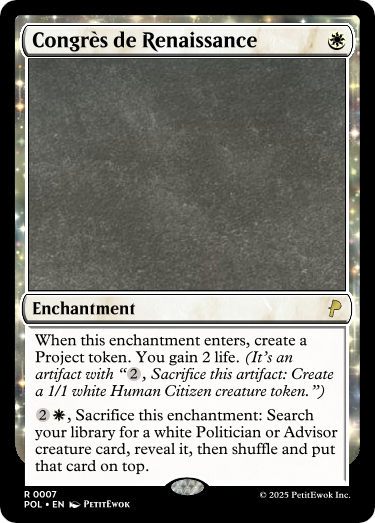 Congrès de Renaissance
Enchantment
When this enchantment enters, create a
Project token. You gain 2 life. (It's an
artifact with “2, Sacrifice this artifact: Create
a 1/1 white Human Citizen creature token.”)
2, Sacrifice this enchantment: Search
your library for a white Politician or Advisor
creature card, reveal it, then shuffle and put
that card on top.
R 0007
POL • EN PetitEwok
© 2025 PetitEwok Inc.